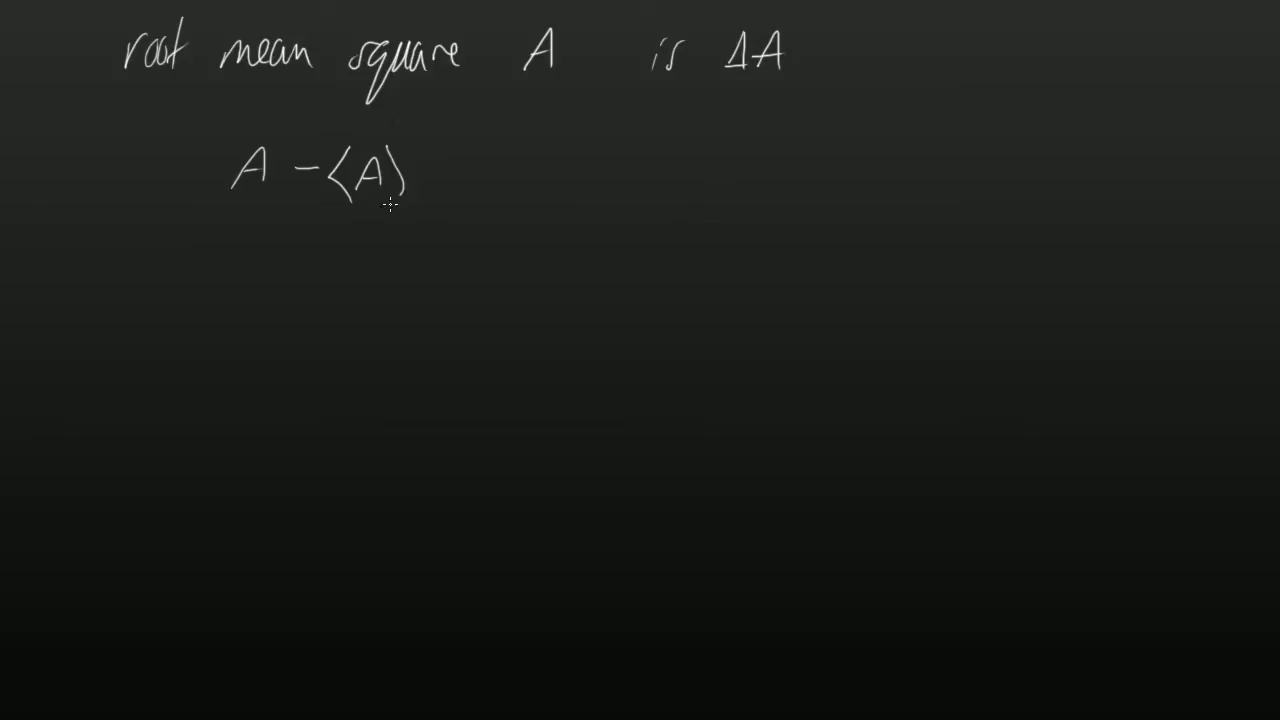 root mean square A is ΔA
A - ⟨A⟩